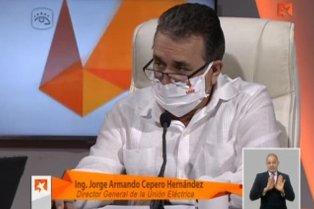 Ing. Jorge Armando Cepero Hernández
Director General de la Unión Eléctrica